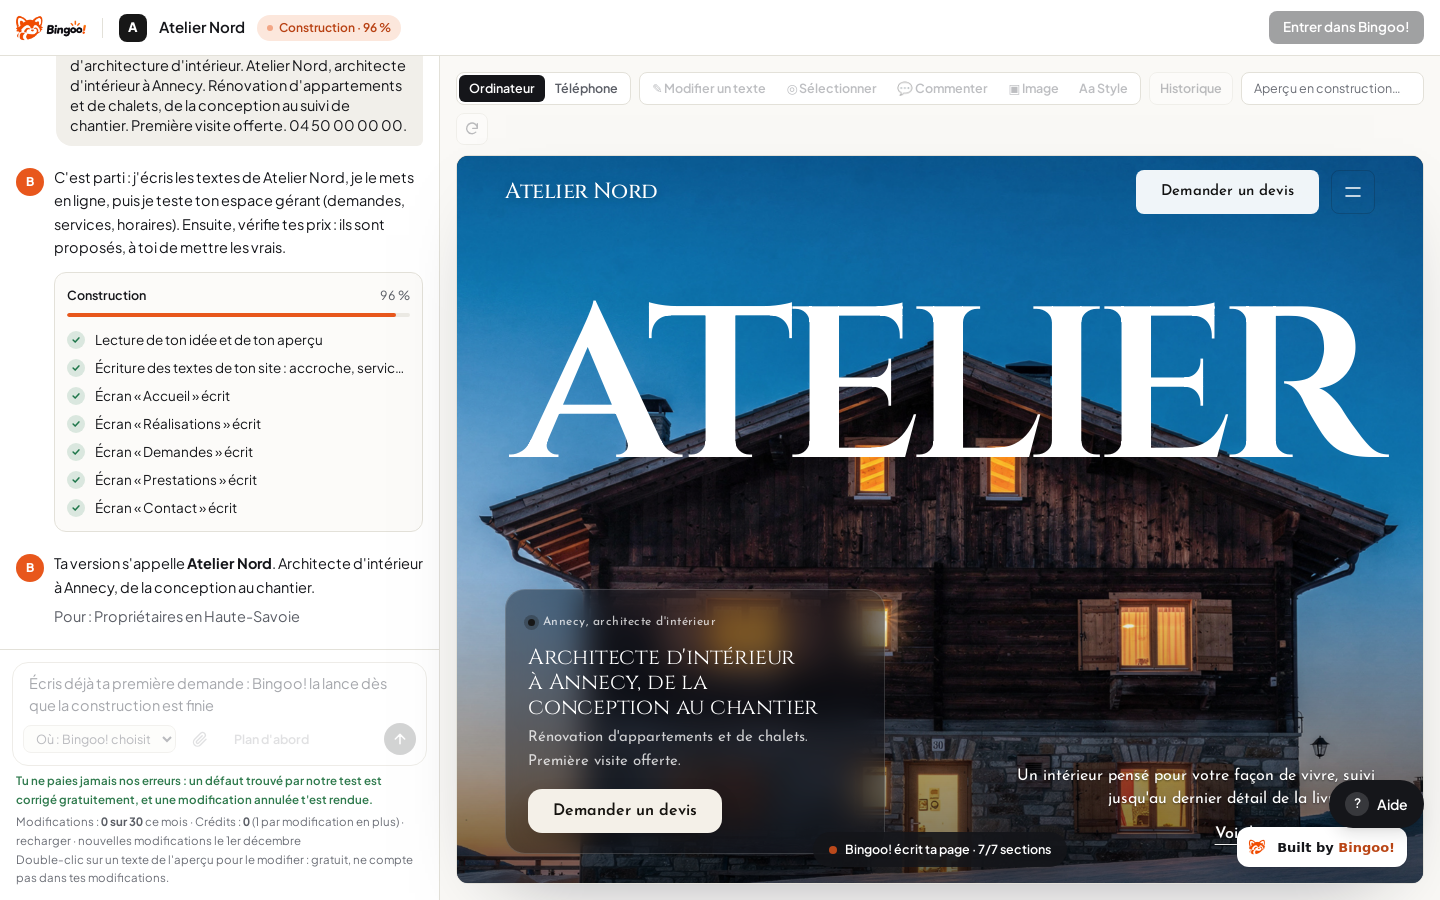 Bingoo!
A
Atelier Nord
Construction · 96 %
Entrer dans Bingoo!
d'architecture d'intérieur. Atelier Nord, architecte
d'intérieur à Annecy. Rénovation d'appartements
et de chalets, de la conception au suivi de
chantier. Première visite offerte. 04 50 00 00 00.
B
C'est parti : j'écris les textes de Atelier Nord, je le mets
en ligne, puis je teste ton espace gérant (demandes,
services, horaires). Ensuite, vérifie tes prix : ils sont
proposés, à toi de mettre les vrais.
Construction
96 %
Lecture de ton idée et de ton aperçu
Écriture des textes de ton site : accroche, servic...
Écran « Accueil » écrit
Écran « Réalisations » écrit
Écran « Demandes » écrit
Écran « Prestations » écrit
Écran « Contact » écrit
B
Ta version s'appelle Atelier Nord. Architecte d'intérieur
à Annecy, de la conception au chantier.
Pour : Propriétaires en Haute-Savoie
Écris déjà ta première demande : Bingoo! la lance dès
que la construction est finie
Où : Bingoo! choisit
Plan d'abord
Tu ne paies jamais nos erreurs : un défaut trouvé par notre test est
corrigé gratuitement, et une modification annulée t'est rendue.
Modifications : 0 sur 30 ce mois · Crédits : 0 (1 par modification en plus) ·
recharger · nouvelles modifications le 1er décembre
Double-clic sur un texte de l'aperçu pour le modifier : gratuit, ne compte
pas dans tes modifications.
Ordinateur
Téléphone
Modifier un texte
Sélectionner
Commenter
Image
Aa Style
Historique
Aperçu en construction...
Atelier Nord
Demander un devis
ATELIER
Annecy, architecte d'intérieur
Architecte d'intérieur
à Annecy, de la
conception au chantier
Rénovation d'appartements et de chalets.
Première visite offerte.
Demander un devis
30
Un intérieur pensé pour votre façon de vivre, suivi
jusqu'au dernier détail de la
? Aide
Bingoo! écrit ta page · 7/7 sections
Built by Bingoo!